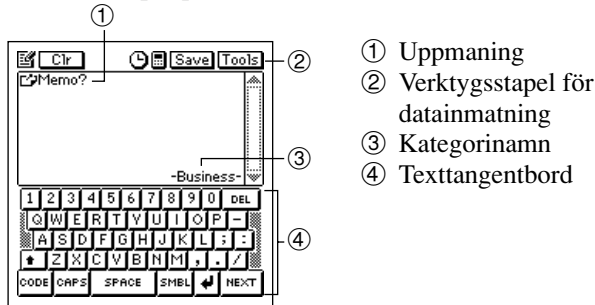 ①
Clr Save Tools ②
Memo?
③
-Business-
1 2 3 4 5 6 7 8 9 0 DEL
Q W E R T Y U I O P -
A S D F G H J K L ; :
④
Z X C V B N M , . /
CODE CAPS SPACE SMBL NEXT
① Uppmaning
② Verktygsstapel för
datainmatning
③ Kategorinamn
④ Texttangentbord